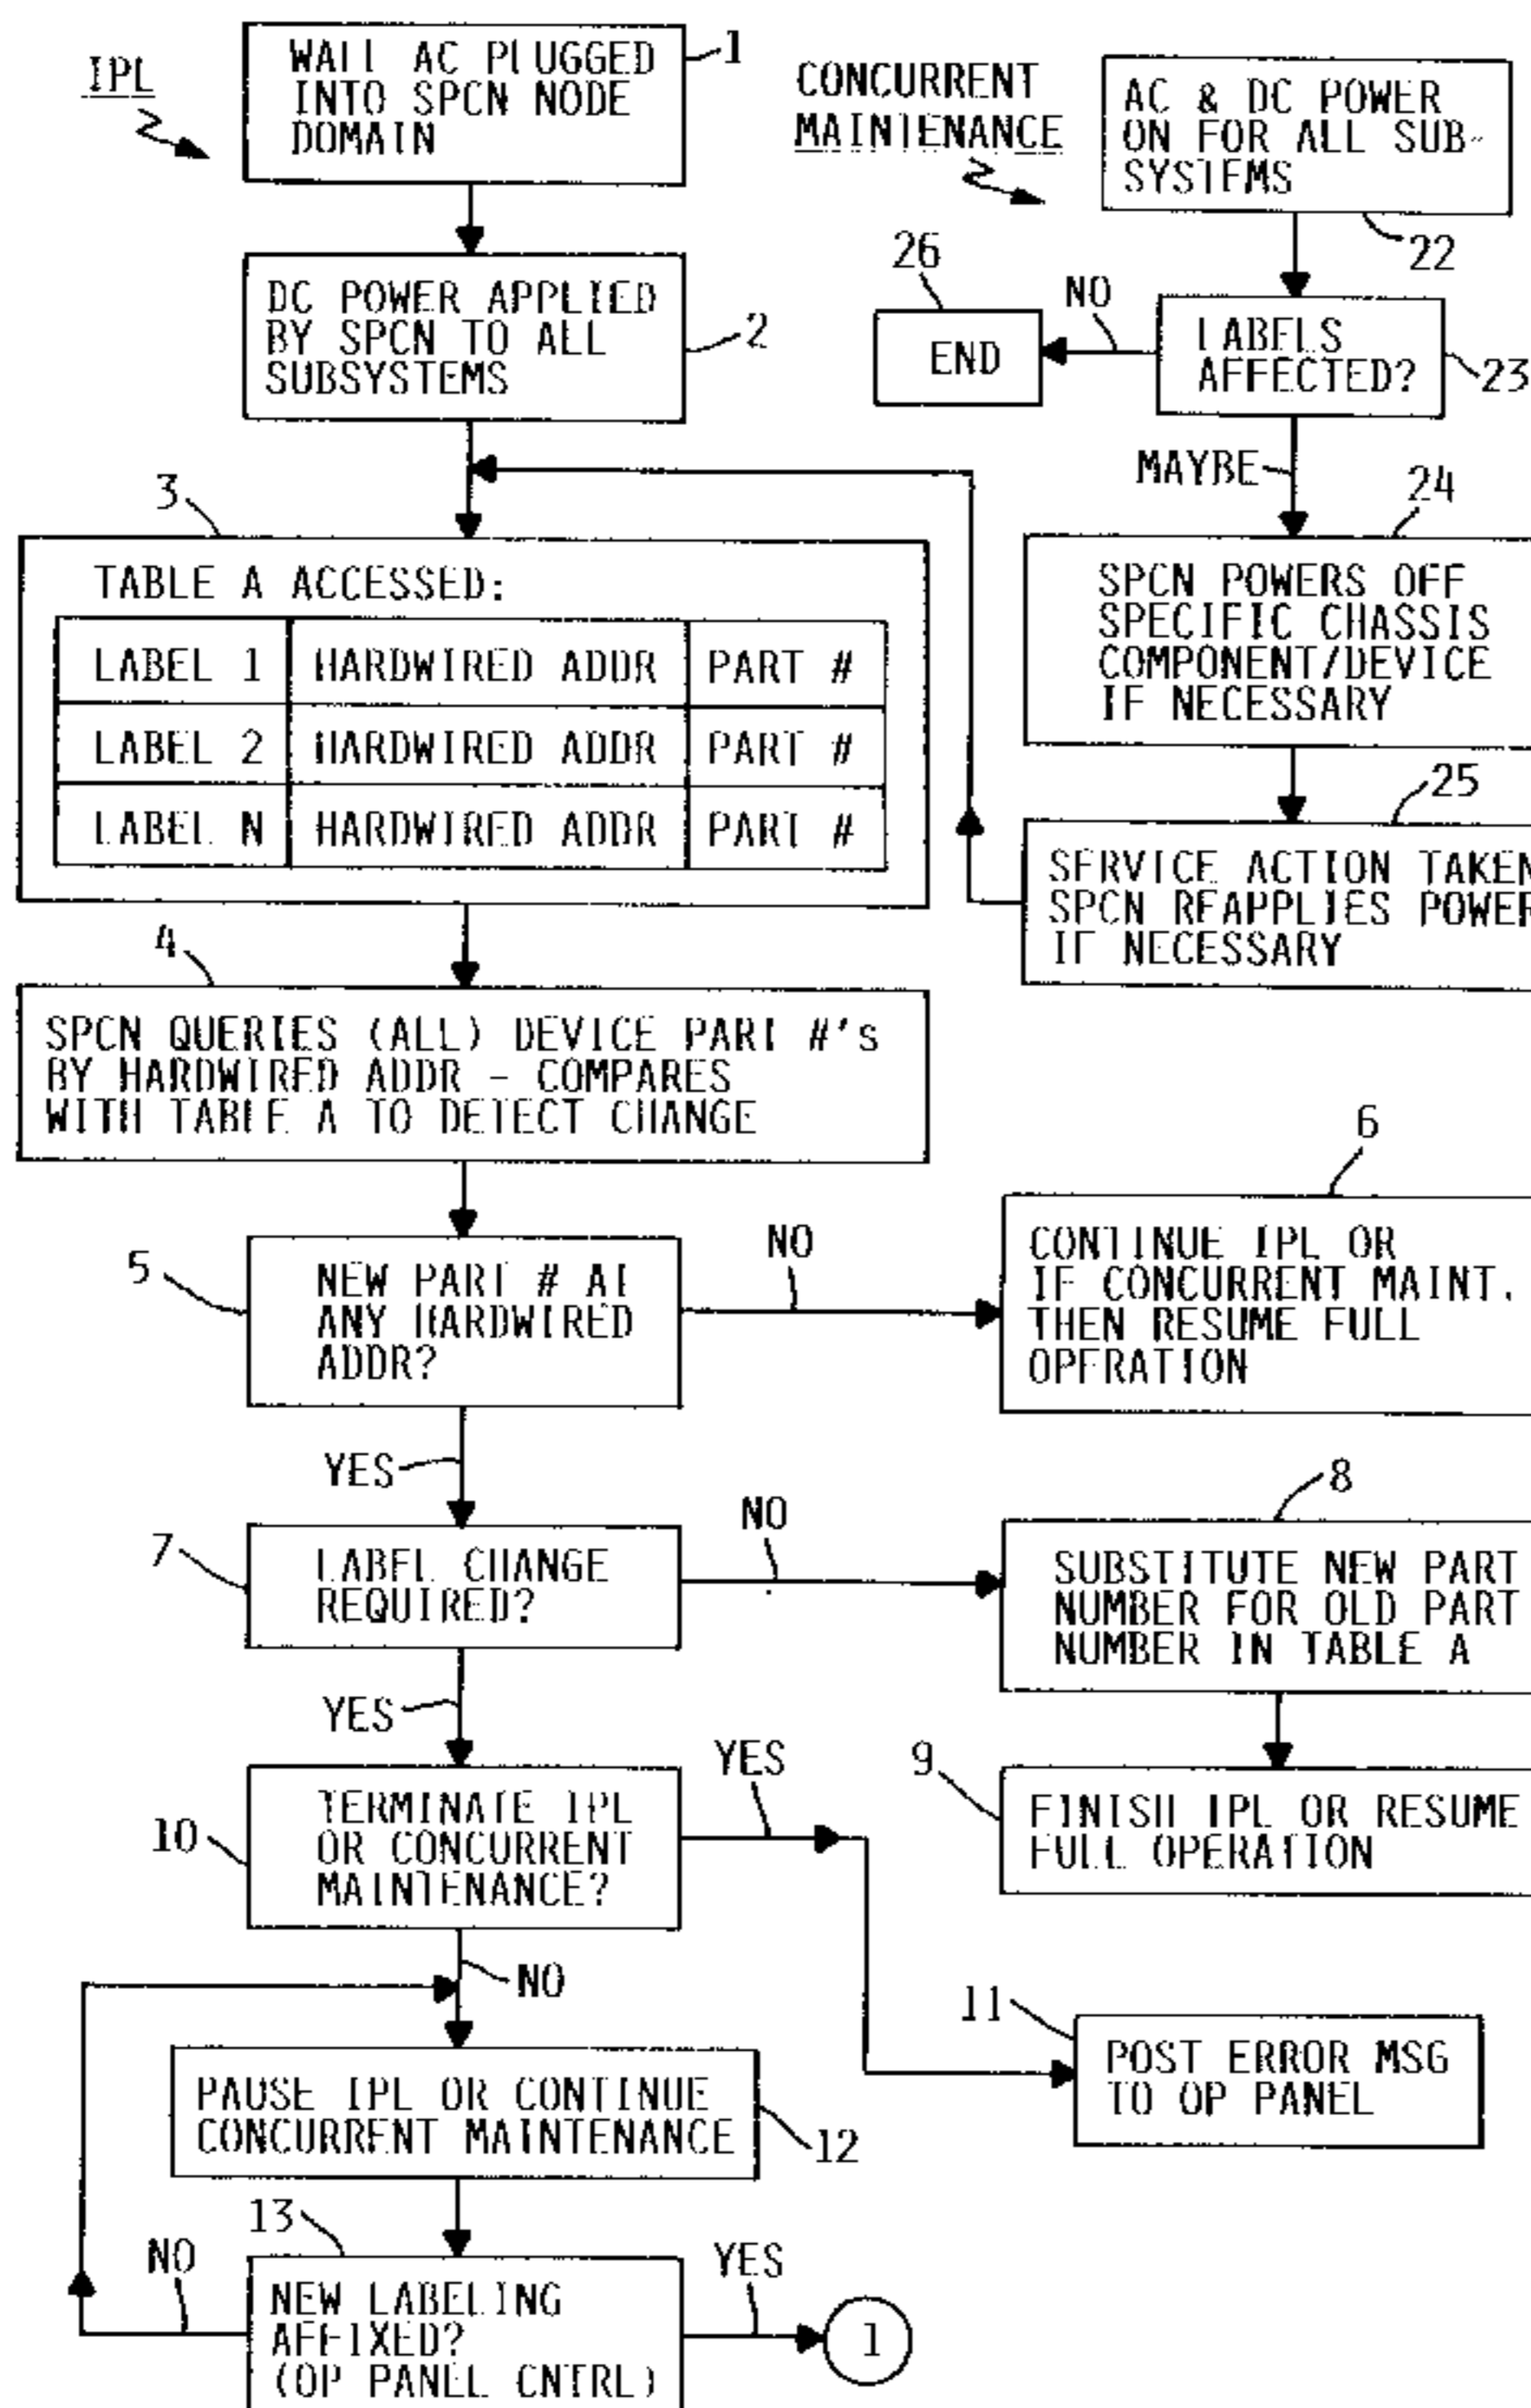 IPL
WALL AC PLUGGED
INTO SPCN NODE
DOMAIN
1
DC POWER APPLIED
BY SPCN TO ALL
SUBSYSTEMS
2
CONCURRENT
MAINTENANCE
AC & DC POWER
ON FOR ALL SUB-
SYSTEMS
22
26
END
NO
LABELS
AFFECTED?
23
MAYBE
24
SPCN POWERS OFF
SPECIFIC CHASSIS
COMPONENT/DEVICE
IF NECESSARY
25
SERVICE ACTION TAKEN
SPCN REAPPLIES POWER
IF NECESSARY
3
TABLE A ACCESSED:
LABEL 1 HARDWIRED ADDR PART #
LABEL 2 HARDWIRED ADDR PART #
LABEL N HARDWIRED ADDR PART #
4
SPCN QUERIES (ALL) DEVICE PART #'s
BY HARDWIRED ADDR - COMPARES
WITH TABLE A TO DETECT CHANGE
5
NEW PART # AT
ANY HARDWIRED
ADDR?
NO
6
CONTINUE IPL OR
IF CONCURRENT MAINT.
THEN RESUME FULL
OPERATION
YES
7
LABEL CHANGE
REQUIRED?
NO
8
SUBSTITUTE NEW PART
NUMBER FOR OLD PART
NUMBER IN TABLE A
YES
10
TERMINATE IPL
OR CONCURRENT
MAINTENANCE?
YES
9
FINISH IPL OR RESUME
FULL OPERATION
NO
11
POST ERROR MSG
TO OP PANEL
PAUSE IPL OR CONTINUE
CONCURRENT MAINTENANCE
12
13
NO
NEW LABELING
AFFIXED?
(OP PANEL CNTRL)
YES
1